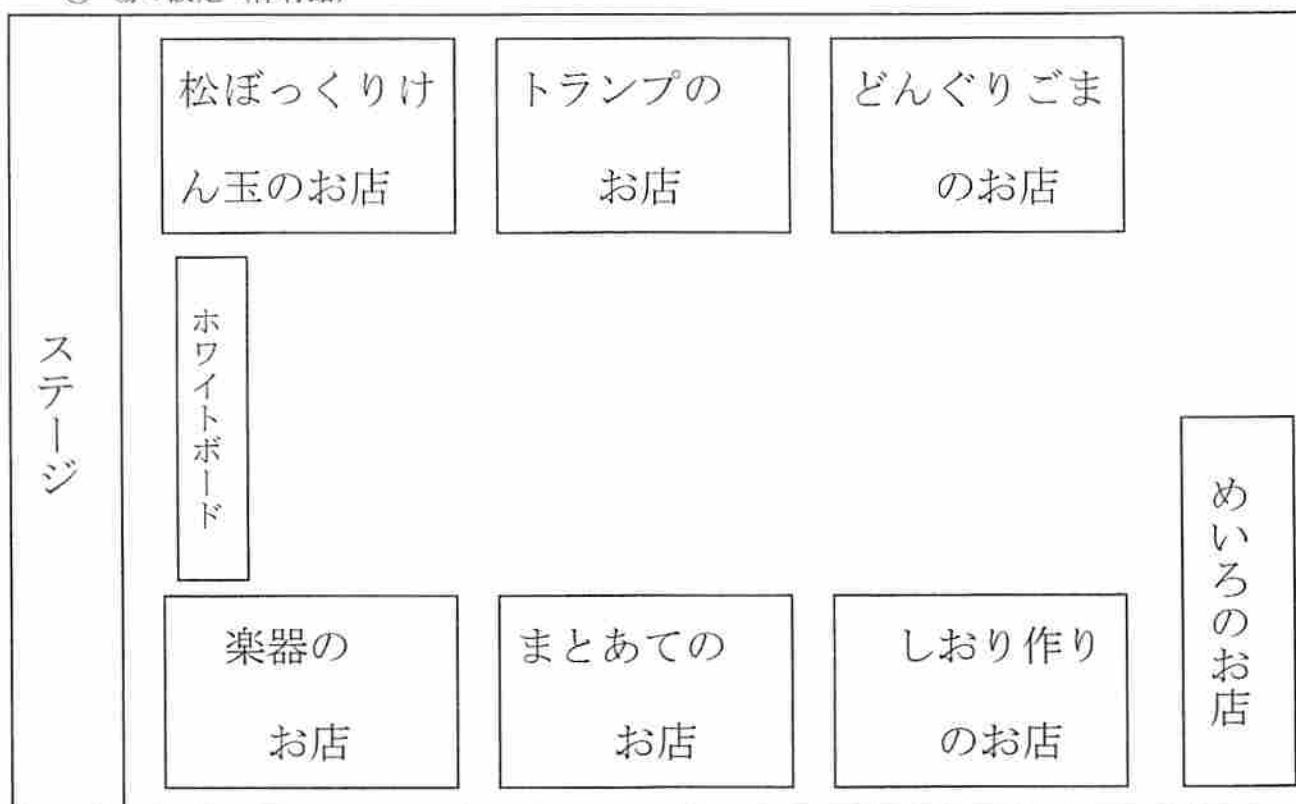 松ぼっくりけ
ん玉のお店
トランプの
お店
どんぐりごま
のお店
ステージ
ホワイトボード
めいろのお店
楽器の
お店
まとあての
お店
しおり作り
のお店